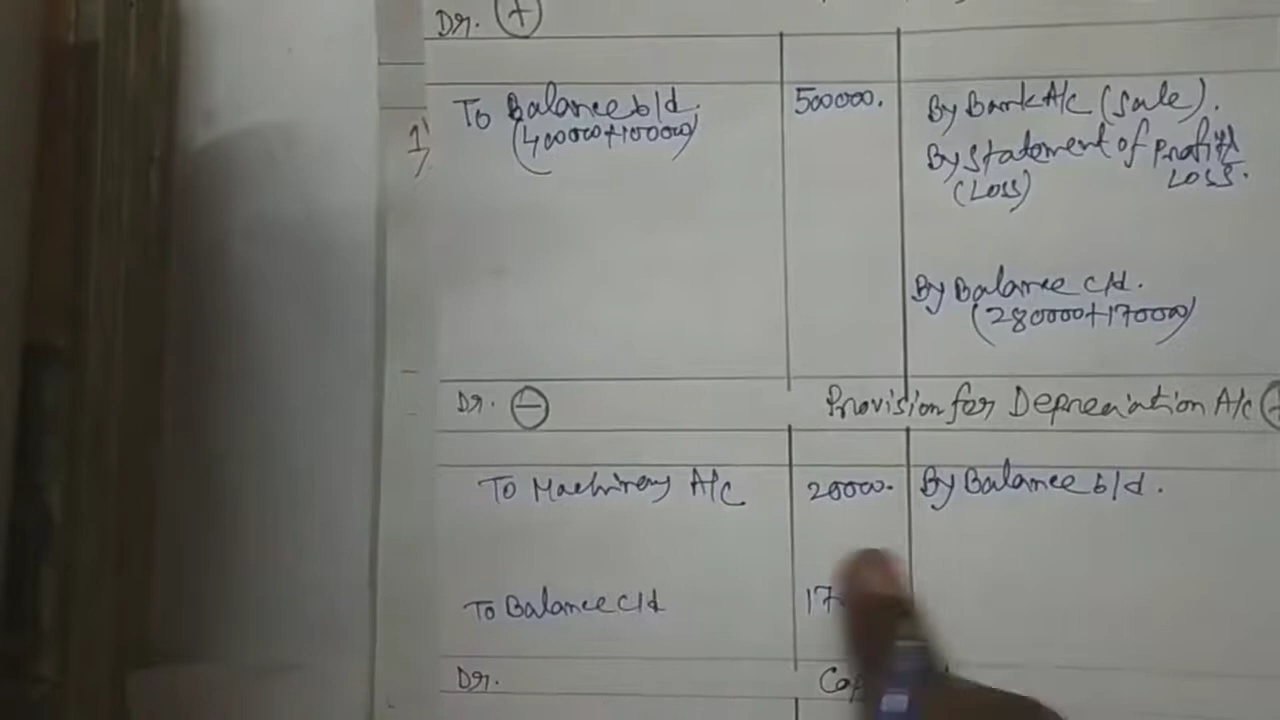 Dr. (+)
To Balance b/d. 500000. By Bank A/c (Sale).
(400000+100000)
By Statement of Profit &
Loss.
(Loss)
By Balance c/d.
(280000+17000)
Dr. (-) Provision for Depreciation A/c (+
To Machinery A/c 20000. By Balance b/d.
To Balance c/d 17
Dr.